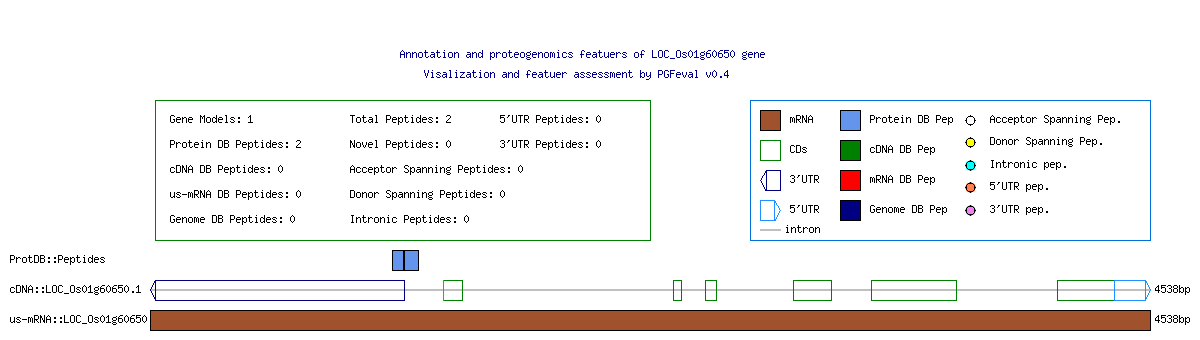 Annotation and proteogenomics featuers of LOC_Os01g60650 gene
Visalization and featuer assessment by PGFeval v0.4
Gene Models: 1 Total Peptides: 2 5'UTR Peptides: 0
Protein DB Peptides: 2 Novel Peptides: 0 3'UTR Peptides: 0
cDNA DB Peptides: 0 Acceptor Spanning Peptides: 0
us-mRNA DB Peptides: 0 Donor Spanning Peptides: 0
Genome DB Peptides: 0 Intronic Peptides: 0
mRNA Protein DB Pep Acceptor Spanning Pep.
CDs cDNA DB Pep Donor Spanning Pep.
3'UTR mRNA DB Pep Intronic pep.
5'UTR Genome DB Pep 5'UTR pep.
intron 3'UTR pep.
ProtDB::Peptides
cDNA::LOC_Os01g60650.1 4538bp
us-mRNA::LOC_Os01g60650 4538bp